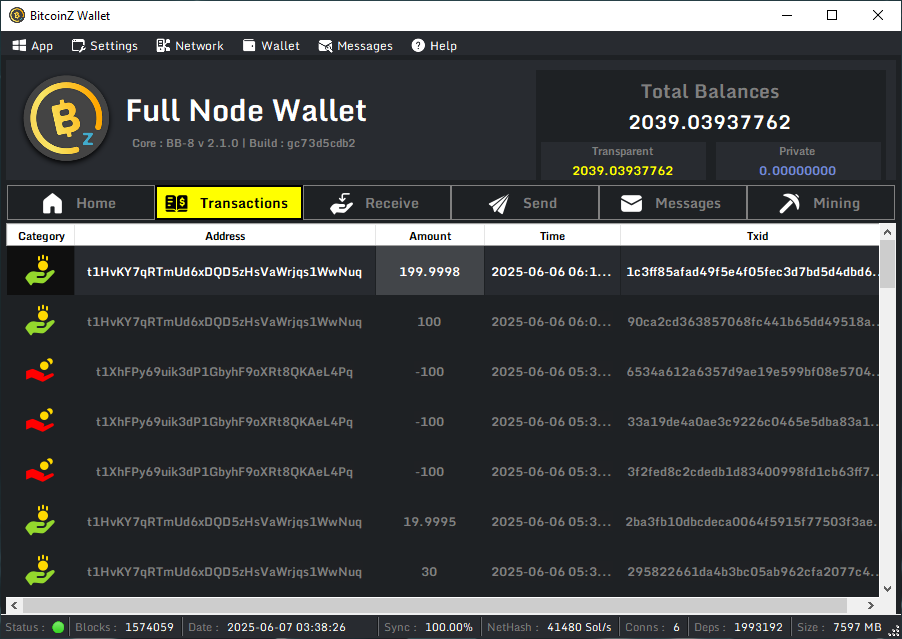 BitcoinZ Wallet
App Settings Network Wallet Messages Help
Full Node Wallet
Core : BB-8 v 2.1.0 | Build : gc73d5cdb2
Total Balances
2039.03937762
Transparent Private
2039.03937762 0.00000000
Home Transactions Receive Send Messages Mining
Category Address Amount Time Txid
t1HvKY7qRTmUd6xDQD5zHsVaWrjqs1WwNuq 199.9998 2025-06-06 06:1... 1c3ff85afad49f5e4f05fec3d7bd5d4dbd6..
t1HvKY7qRTmUd6xDQD5zHsVaWrjqs1WwNuq 100 2025-06-06 06:0... 90ca2cd363857068fc441b65dd49518a..
t1XhFPy69uik3dP1GbyhF9oXRt8QKAeL4Pq -100 2025-06-06 05:3... 6534a612a6357d9ae19e599bf08e5704..
t1XhFPy69uik3dP1GbyhF9oXRt8QKAeL4Pq -100 2025-06-06 05:3... 33a19de4a0ae3c9226c0465e5dba83a1..
t1XhFPy69uik3dP1GbyhF9oXRt8QKAeL4Pq -100 2025-06-06 05:3... 3f2fed8c2cdedb1d83400998fd1cb63ff7..
t1HvKY7qRTmUd6xDQD5zHsVaWrjqs1WwNuq 19.9995 2025-06-06 05:3... 2ba3fb10dbcdeca0064f5915f77503f3ae.
t1HvKY7qRTmUd6xDQD5zHsVaWrjqs1WwNuq 30 2025-06-06 05:3... 295822661da4b3bc05ab962cfa2077c4..
Status : Blocks : 1574059 Date : 2025-06-07 03:38:26 Sync : 100.00% NetHash : 41480 Sol/s Conns : 6 Deps : 1993192 Size : 7597 MB